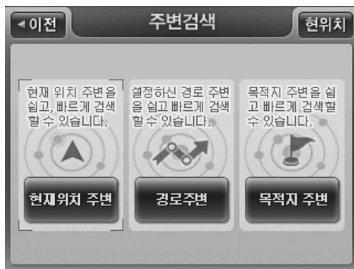 이전
주변검색
현위치
현재 위치 주변을
쉽고, 빠르게 검색
할 수 있습니다.
현재위치 주변
설정하신 경로 주변
을 쉽고 빠르게 검색
할 수 있습니다.
경로주변
목적지 주변을 쉽
고 빠르게 검색할
수 있습니다.
목적지 주변